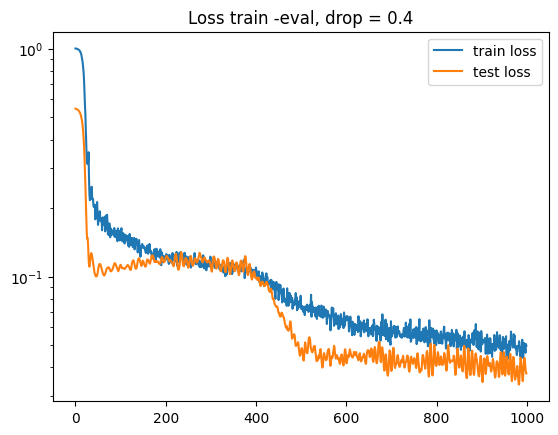 Loss train -eval, drop = 0.4
train loss
test loss
10⁰
10⁻¹
0 200 400 600 800 1000